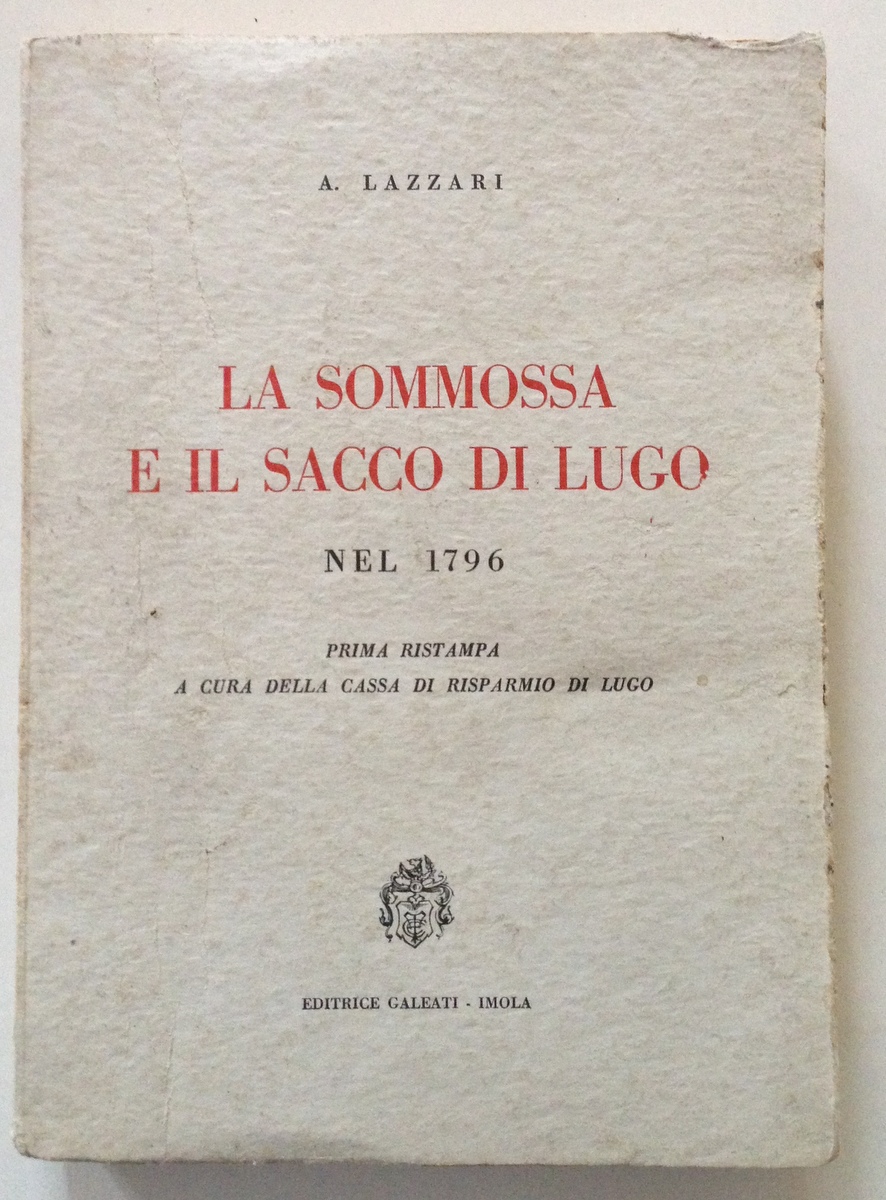 A. LAZZARI
LA SOMMOSSA
E IL SACCO DI LUGO
NEL 1796
PRIMA RISTAMPA
A CURA DELLA CASSA DI RISPARMIO DI LUGO
EDITRICE GALEATI - IMOLA